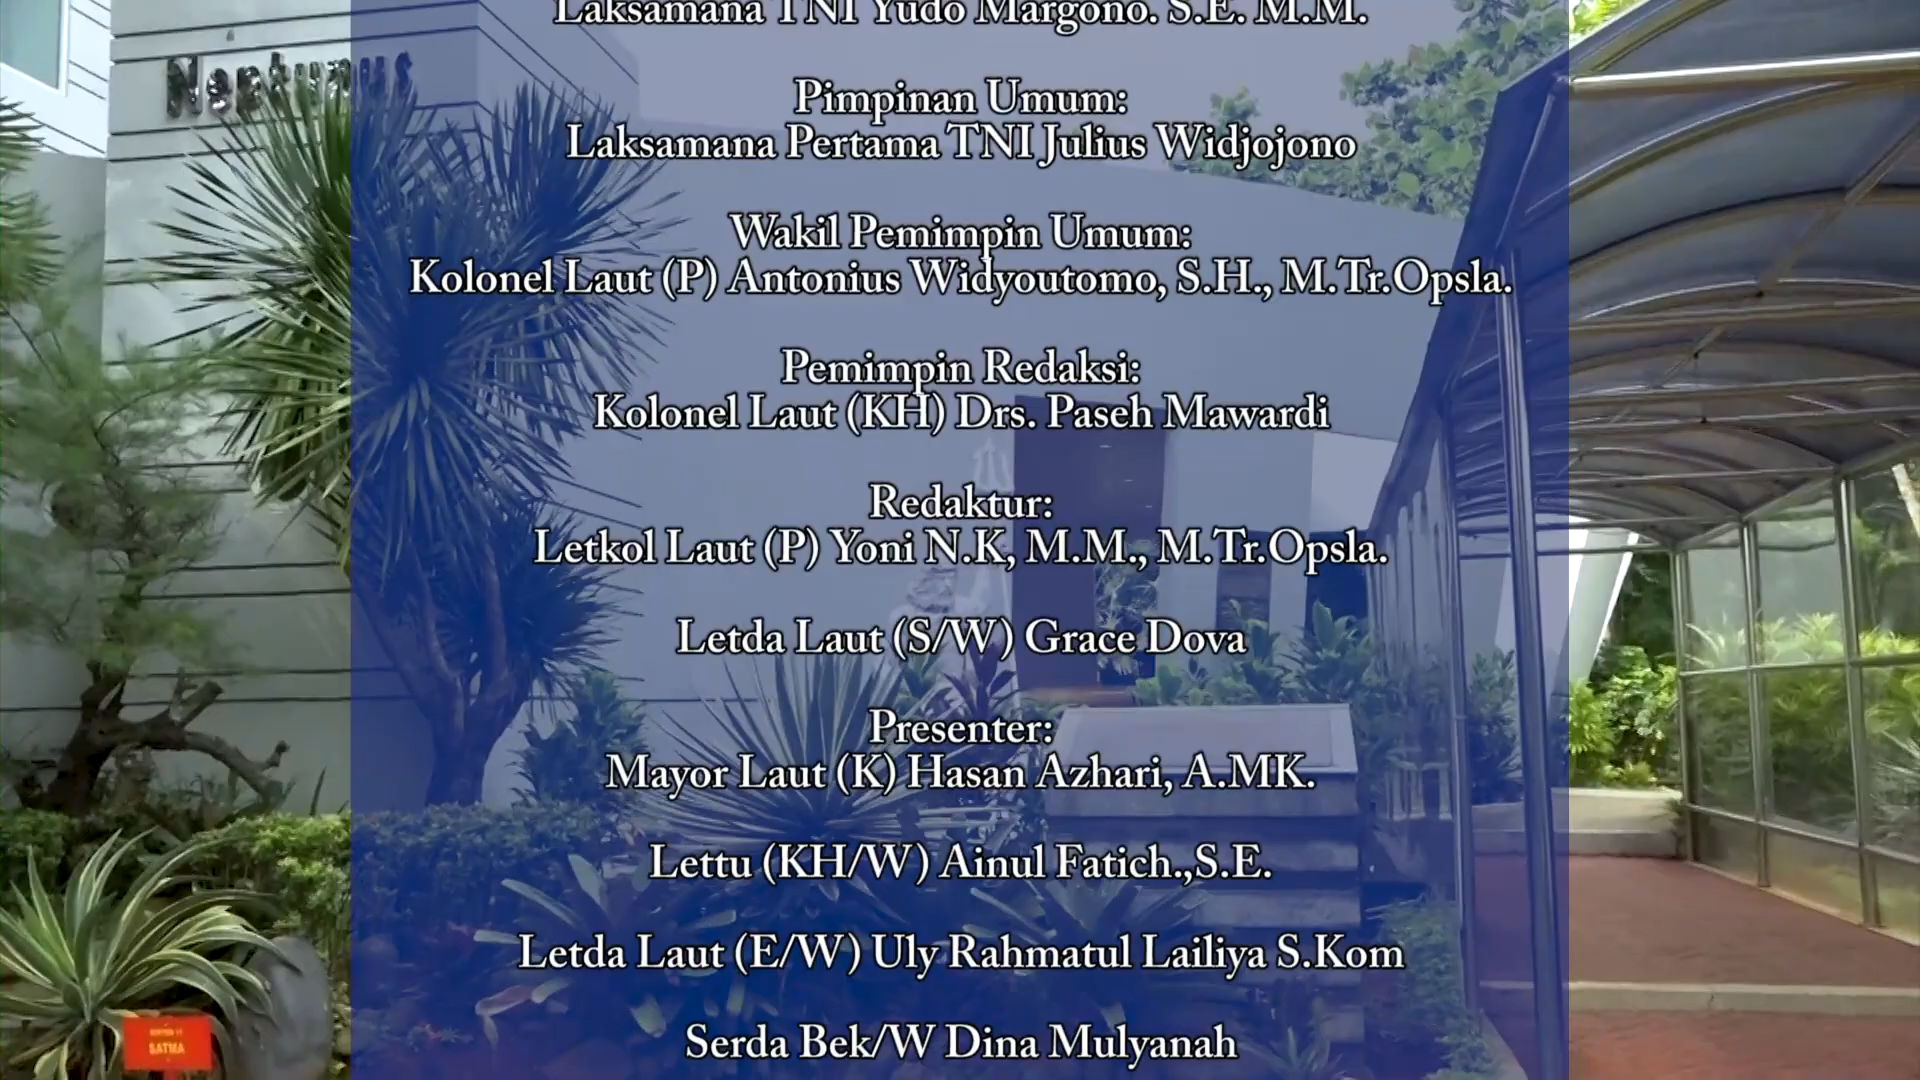 Laksamana TNI Yudo Margono. S.E. M.M.
Neptunus
Pimpinan Umum:
Laksamana Pertama TNI Julius Widjojono
Wakil Pemimpin Umum:
Kolonel Laut (P) Antonius Widyoutomo, S.H., M.Tr.Opsla.
Pemimpin Redaksi:
Kolonel Laut (KH) Drs. Paseh Mawardi
Redaktur:
Letkol Laut (P) Yoni N.K, M.M., M.Tr.Opsla.
Letda Laut (S/W) Grace Dova
Presenter:
Mayor Laut (K) Hasan Azhari, A.MK.
Lettu (KH/W) Ainul Fatich.,S.E.
Letda Laut (E/W) Uly Rahmatul Lailiya S.Kom
Serda Bek/W Dina Mulyanah
SATMA